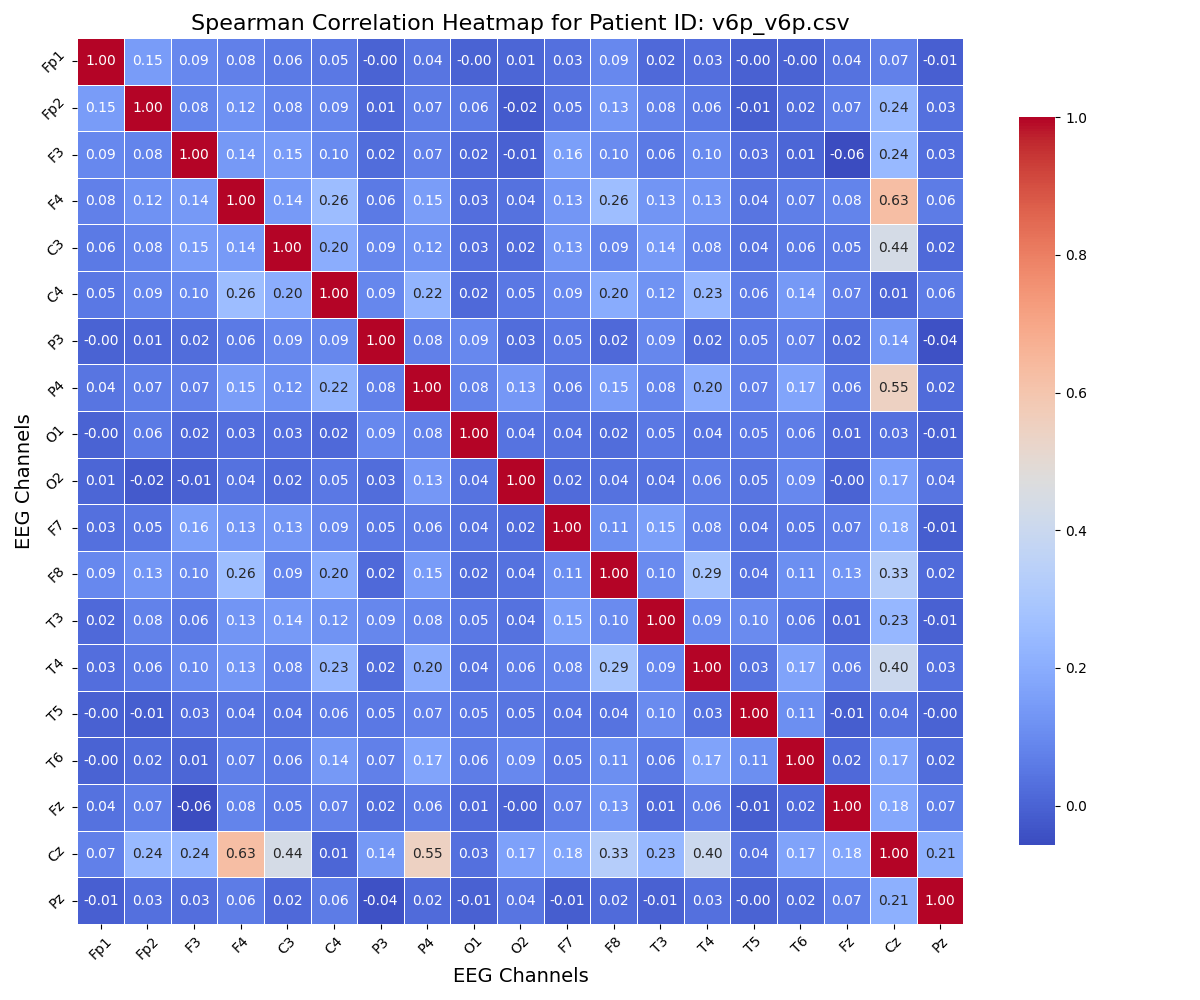 Spearman Correlation Heatmap for Patient ID: v6p_v6p.csv
EEG Channels
Fp1 1.00 0.15 0.09 0.08 0.06 0.05 -0.00 0.04 -0.00 0.01 0.03 0.09 0.02 0.03 -0.00 -0.00 0.04 0.07 -0.01
Fp2 0.15 1.00 0.08 0.12 0.08 0.09 0.01 0.07 0.06 -0.02 0.05 0.13 0.08 0.06 -0.01 0.02 0.07 0.24 0.03
F3 0.09 0.08 1.00 0.14 0.15 0.10 0.02 0.07 0.02 -0.01 0.16 0.10 0.06 0.10 0.03 0.01 -0.06 0.24 0.03
F4 0.08 0.12 0.14 1.00 0.14 0.26 0.06 0.15 0.03 0.04 0.13 0.26 0.13 0.13 0.04 0.07 0.08 0.63 0.06
C3 0.06 0.08 0.15 0.14 1.00 0.20 0.09 0.12 0.03 0.02 0.13 0.09 0.14 0.08 0.04 0.06 0.05 0.44 0.02
C4 0.05 0.09 0.10 0.26 0.20 1.00 0.09 0.22 0.02 0.05 0.09 0.20 0.12 0.23 0.06 0.14 0.07 0.01 0.06
P3 -0.00 0.01 0.02 0.06 0.09 0.09 1.00 0.08 0.09 0.03 0.05 0.02 0.09 0.02 0.05 0.07 0.02 0.14 -0.04
P4 0.04 0.07 0.07 0.15 0.12 0.22 0.08 1.00 0.08 0.13 0.06 0.15 0.08 0.20 0.07 0.17 0.06 0.55 0.02
O1 -0.00 0.06 0.02 0.03 0.03 0.02 0.09 0.08 1.00 0.04 0.04 0.02 0.05 0.04 0.05 0.06 0.01 0.03 -0.01
O2 0.01 -0.02 -0.01 0.04 0.02 0.05 0.03 0.13 0.04 1.00 0.02 0.04 0.04 0.06 0.05 0.09 -0.00 0.17 0.04
F7 0.03 0.05 0.16 0.13 0.13 0.09 0.05 0.06 0.04 0.02 1.00 0.11 0.15 0.08 0.04 0.05 0.07 0.18 -0.01
F8 0.09 0.13 0.10 0.26 0.09 0.20 0.02 0.15 0.02 0.04 0.11 1.00 0.10 0.29 0.04 0.11 0.13 0.33 0.02
T3 0.02 0.08 0.06 0.13 0.14 0.12 0.09 0.08 0.05 0.04 0.15 0.10 1.00 0.09 0.10 0.06 0.01 0.23 -0.01
T4 0.03 0.06 0.10 0.13 0.08 0.23 0.02 0.20 0.04 0.06 0.08 0.29 0.09 1.00 0.03 0.17 0.06 0.40 0.03
T5 -0.00 -0.01 0.03 0.04 0.04 0.06 0.05 0.07 0.05 0.05 0.04 0.04 0.10 0.03 1.00 0.11 -0.01 0.04 -0.00
T6 -0.00 0.02 0.01 0.07 0.06 0.14 0.07 0.17 0.06 0.09 0.05 0.11 0.06 0.17 0.11 1.00 0.02 0.17 0.02
Fz 0.04 0.07 -0.06 0.08 0.05 0.07 0.02 0.06 0.01 -0.00 0.07 0.13 0.01 0.06 -0.01 0.02 1.00 0.18 0.07
Cz 0.07 0.24 0.24 0.63 0.44 0.01 0.14 0.55 0.03 0.17 0.18 0.33 0.23 0.40 0.04 0.17 0.18 1.00 0.21
Pz -0.01 0.03 0.03 0.06 0.02 0.06 -0.04 0.02 -0.01 0.04 -0.01 0.02 -0.01 0.03 -0.00 0.02 0.07 0.21 1.00
Fp1 Fp2 F3 F4 C3 C4 P3 P4 O1 O2 F7 F8 T3 T4 T5 T6 Fz Cz Pz
EEG Channels
1.0
0.8
0.6
0.4
0.2
0.0